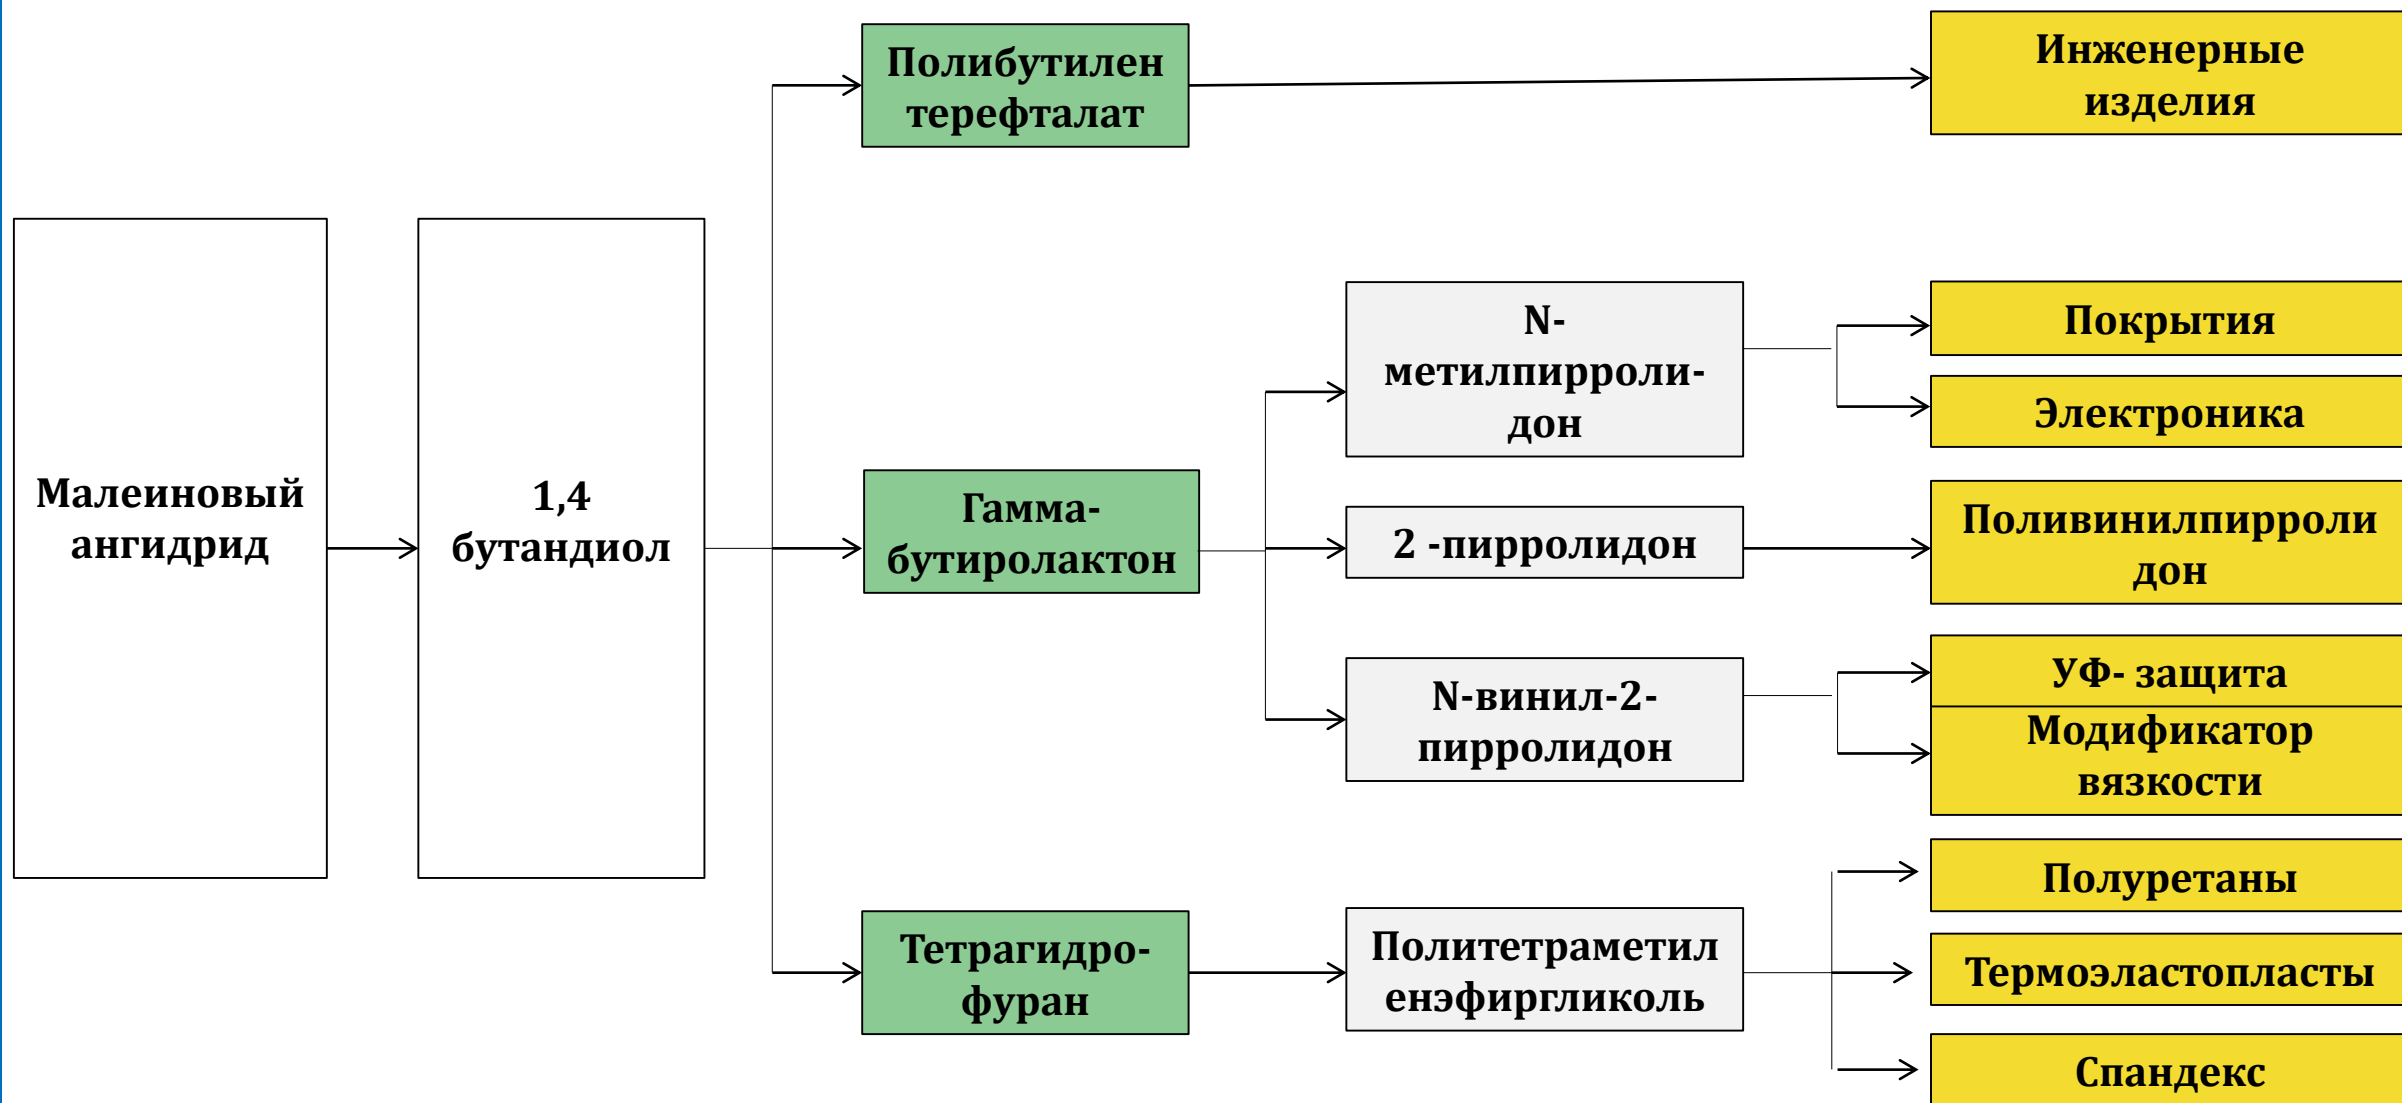 Малеиновый
ангидрид
1,4
бутандиол
Полибутилен
терефталат
Гамма-
бутиролактон
Тетрагидро-
фуран
N-
метилпирроли-
дон
2 -пирролидон
N-винил-2-
пирролидон
Политетраметил
енэфиргликоль
Инженерные
изделия
Покрытия
Электроника
Поливинилпирроли
дон
УФ- защита
Модификатор
вязкости
Полуретаны
Термоэластопласты
Спандекс